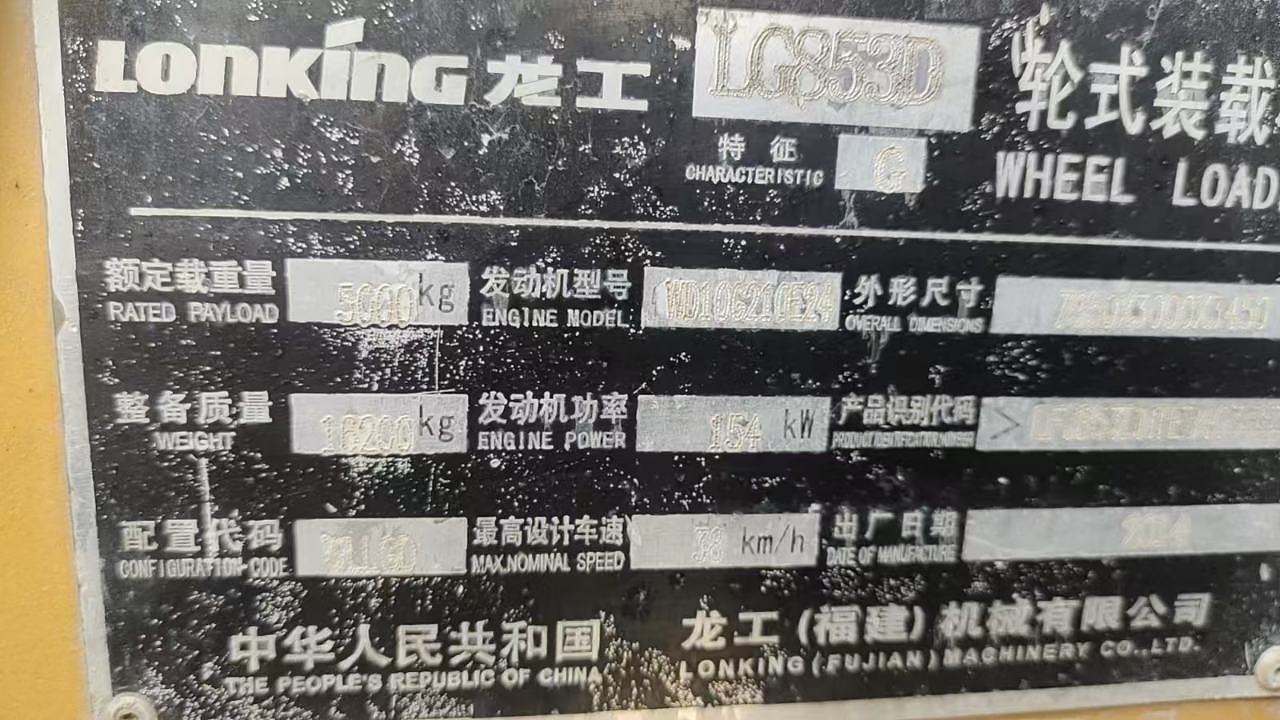 LONKING 龙工 LG853D 轮式装载
特征 G
CHARACTERISTIC
WHEEL LOAD
额定载重量 5000 kg 发动机型号 WD10G210E24 外形尺寸
RATED PAYLOAD ENGINE MODEL OVERALL DIMENSIONS
整备质量 16200 kg 发动机功率 154 kW 产品识别代码 >
WEIGHT ENGINE POWER PRODUCT IDENTIFICATION NUMBER
配置代码 最高设计车速 38 km/h 出厂日期 2014
CONFIGURATION CODE MAX.NOMINAL SPEED DATE OF MANUFACTURE
中华人民共和国 龙工(福建)机械有限公司
THE PEOPLE'S REPUBLIC OF CHINA LONKING(FUJIAN)MACHINERY CO.,LTD.